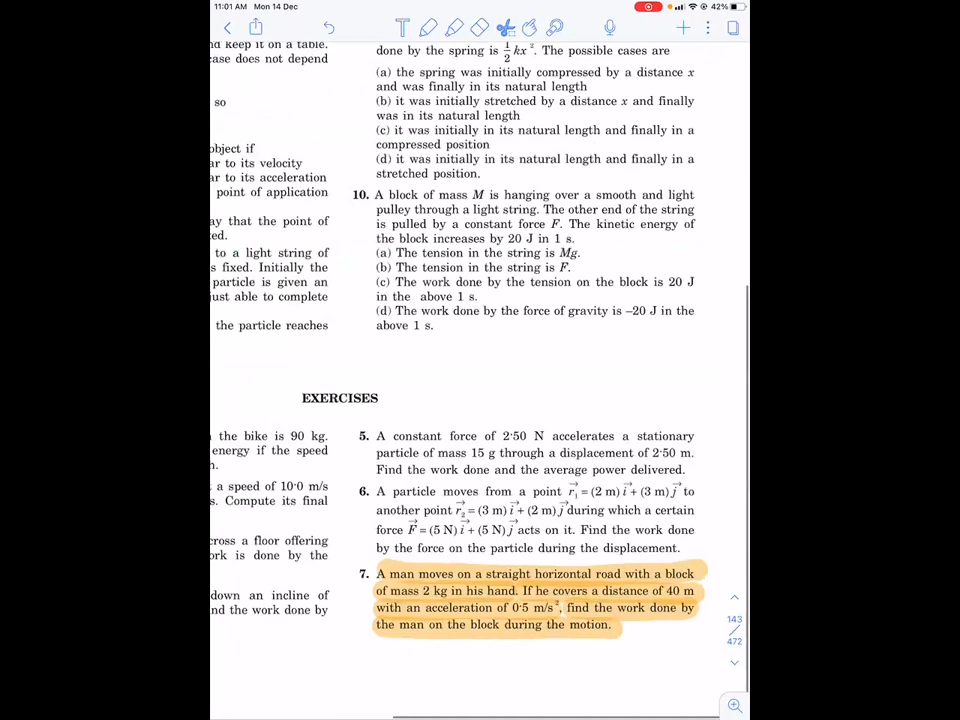 11:01 AM Mon 14 Dec
42%
nd keep it on a table.
case does not depend
so
object if
ar to its velocity
ar to its acceleration
point of application
ay that the point of
ed.
to a light string of
s fixed. Initially the
particle is given an
just able to complete
the particle reaches
done by the spring is 1/2 kx². The possible cases are
(a) the spring was initially compressed by a distance x
and was finally in its natural length
(b) it was initially stretched by a distance x and finally
was in its natural length
(c) it was initially in its natural length and finally in a
compressed position
(d) it was initially in its natural length and finally in a
stretched position.
10. A block of mass M is hanging over a smooth and light
pulley through a light string. The other end of the string
is pulled by a constant force F. The kinetic energy of
the block increases by 20 J in 1 s.
(a) The tension in the string is Mg.
(b) The tension in the string is F.
(c) The work done by the tension on the block is 20 J
in the above 1 s.
(d) The work done by the force of gravity is –20 J in the
above 1 s.
EXERCISES
the bike is 90 kg.
energy if the speed
h.
a speed of 10·0 m/s
s. Compute its final
cross a floor offering
ork is done by the
down an incline of
nd the work done by
5. A constant force of 2·50 N accelerates a stationary
particle of mass 15 g through a displacement of 2·50 m.
Find the work done and the average power delivered.
6. A particle moves from a point r⃗₁ = (2 m) i⃗ + (3 m) j⃗ to
another point r⃗₂ = (3 m) i⃗ + (2 m) j⃗ during which a certain
force F⃗ = (5 N) i⃗ + (5 N) j⃗ acts on it. Find the work done
by the force on the particle during the displacement.
7. A man moves on a straight horizontal road with a block
of mass 2 kg in his hand. If he covers a distance of 40 m
with an acceleration of 0·5 m/s², find the work done by
the man on the block during the motion.
143
/
472